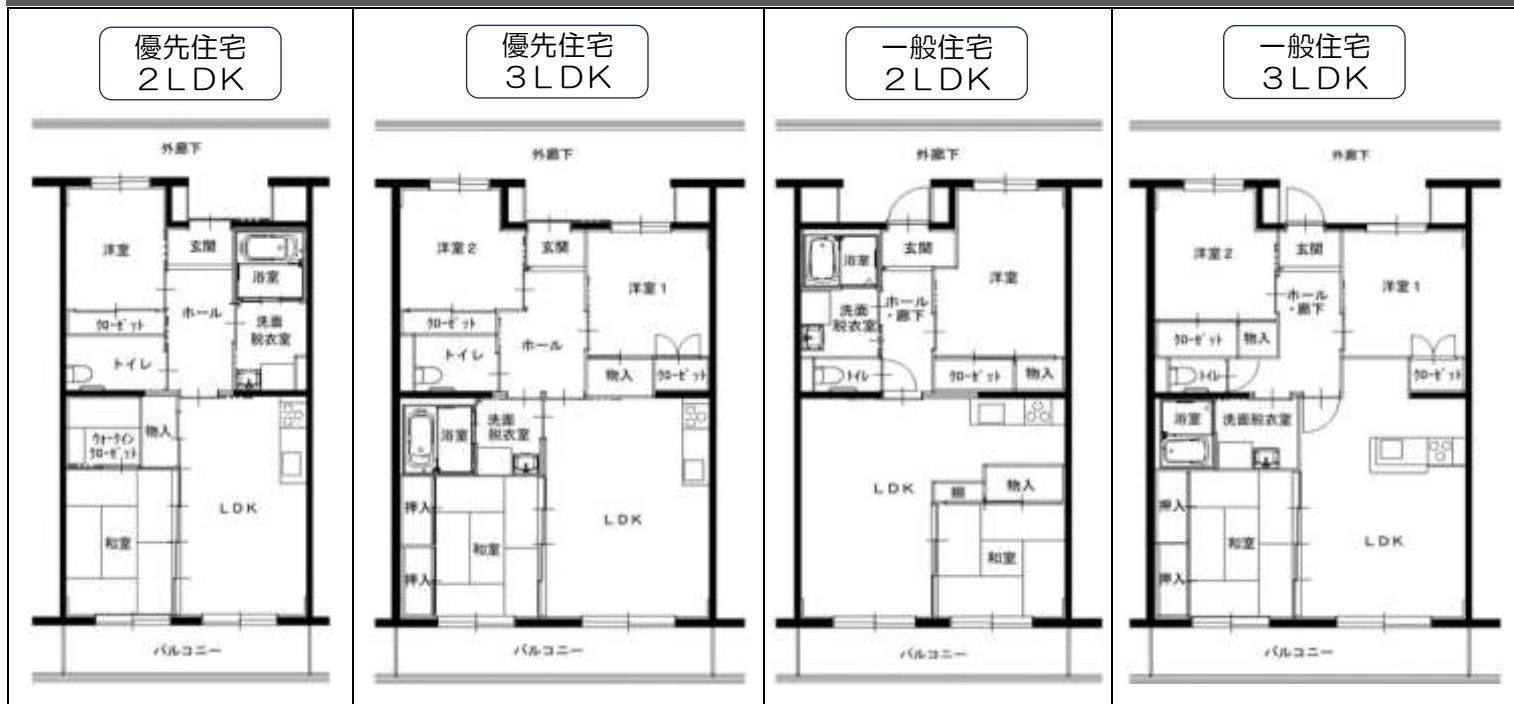 優先住宅
２ＬＤＫ
外廊下
洋室
玄関
浴室
ホール
クローゼット
洗面
脱衣室
トイレ
ウォークイン
クローゼット
物入
ＬＤＫ
和室
バルコニー
優先住宅
３ＬＤＫ
外廊下
洋室２
玄関
洋室１
クローゼット
ホール
トイレ
物入
クローゼット
浴室
洗面
脱衣室
押入
和室
ＬＤＫ
押入
バルコニー
一般住宅
２ＬＤＫ
外廊下
玄関
浴室
洋室
ホール
・廊下
洗面
脱衣室
トイレ
クローゼット
物入
ＬＤＫ
物入
和室
バルコニー
一般住宅
３ＬＤＫ
外廊下
洋室２
玄関
洋室１
ホール
・廊下
クローゼット
物入
トイレ
クローゼット
浴室
洗面脱衣室
押入
和室
ＬＤＫ
押入
バルコニー